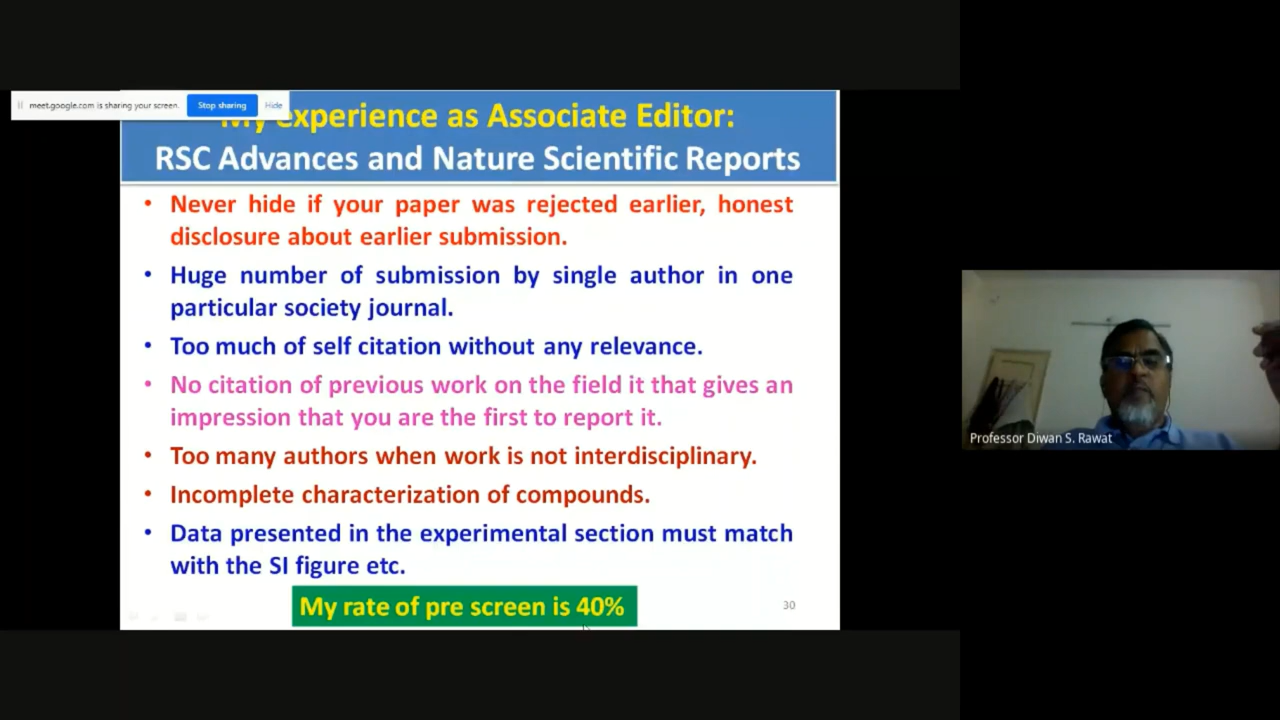 meet.google.com is sharing your screen. Stop sharing Hide
My experience as Associate Editor:
RSC Advances and Nature Scientific Reports
• Never hide if your paper was rejected earlier, honest
disclosure about earlier submission.
• Huge number of submission by single author in one
particular society journal.
• Too much of self citation without any relevance.
• No citation of previous work on the field it that gives an
impression that you are the first to report it.
• Too many authors when work is not interdisciplinary.
• Incomplete characterization of compounds.
• Data presented in the experimental section must match
with the SI figure etc.
My rate of pre screen is 40%
30
Professor Diwan S. Rawat